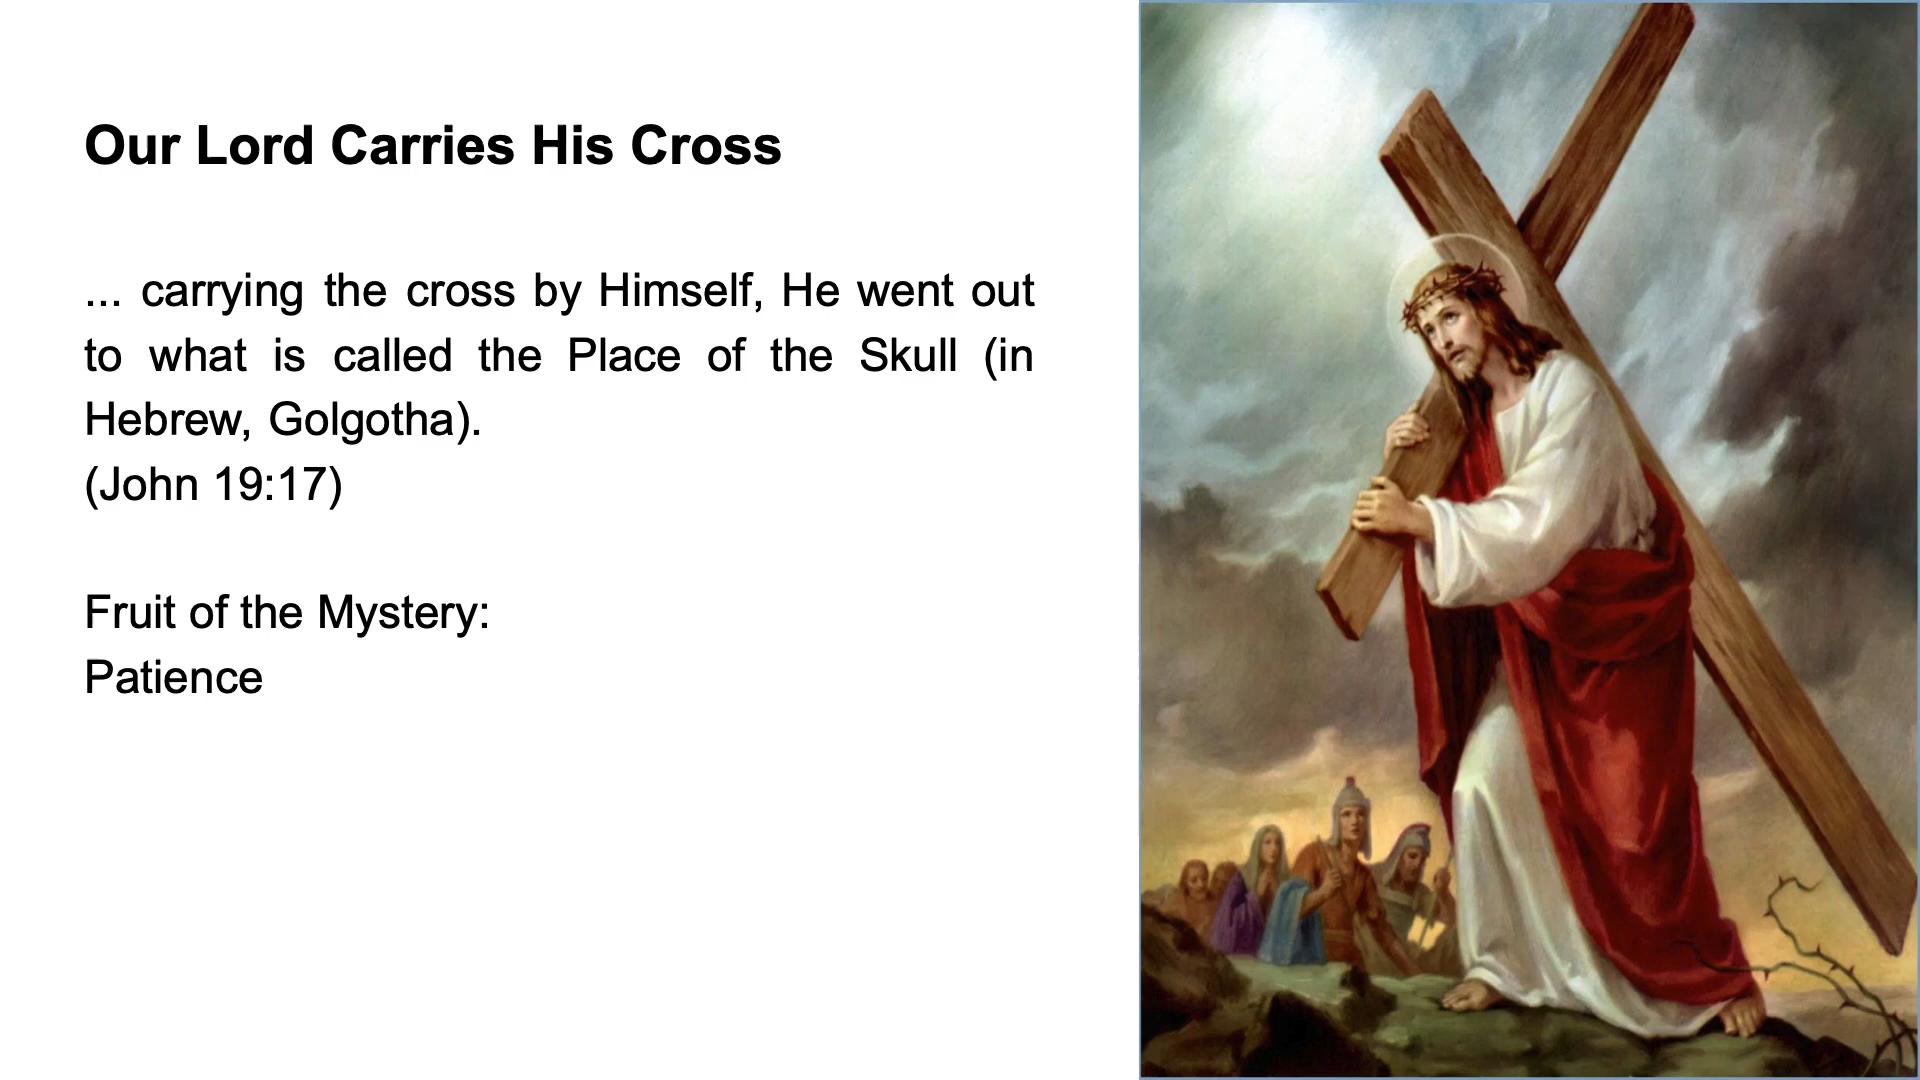 Our Lord Carries His Cross
... carrying the cross by Himself, He went out
to what is called the Place of the Skull (in
Hebrew, Golgotha).
(John 19:17)
Fruit of the Mystery:
Patience